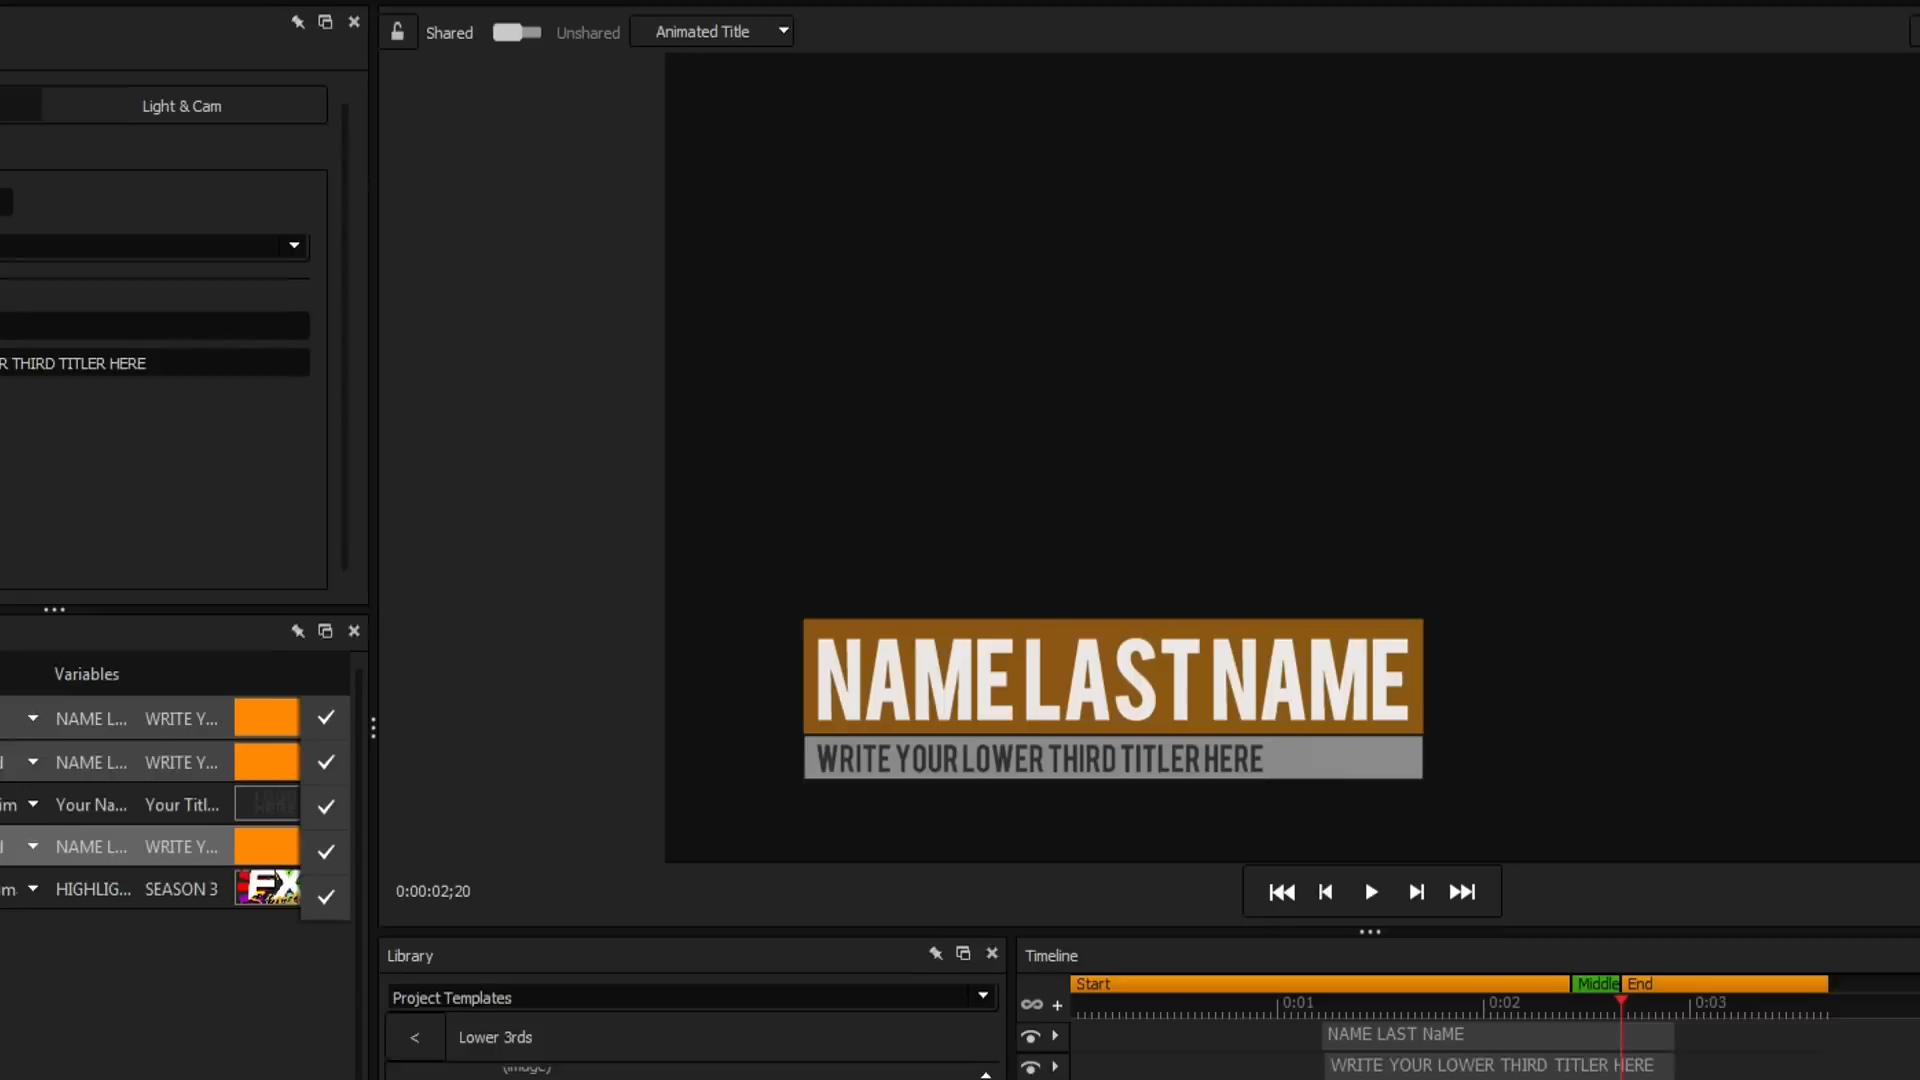 Shared
Unshared
Animated Title
Light & Cam
R THIRD TITLER HERE
NAME LAST NAME
WRITE YOUR LOWER THIRD TITLER HERE
Variables
NAME L... WRITE Y...
NAME L... WRITE Y...
im Your Na... Your Titl...
NAME L... WRITE Y...
m HIGHLIG... SEASON 3 FX
0:00:02;20
Library
Project Templates
< Lower 3rds
(image)
Timeline
Start Middle End
0:01 0:02 0:03
NAME LAST NaME
WRITE YOUR LOWER THIRD TITLER HERE